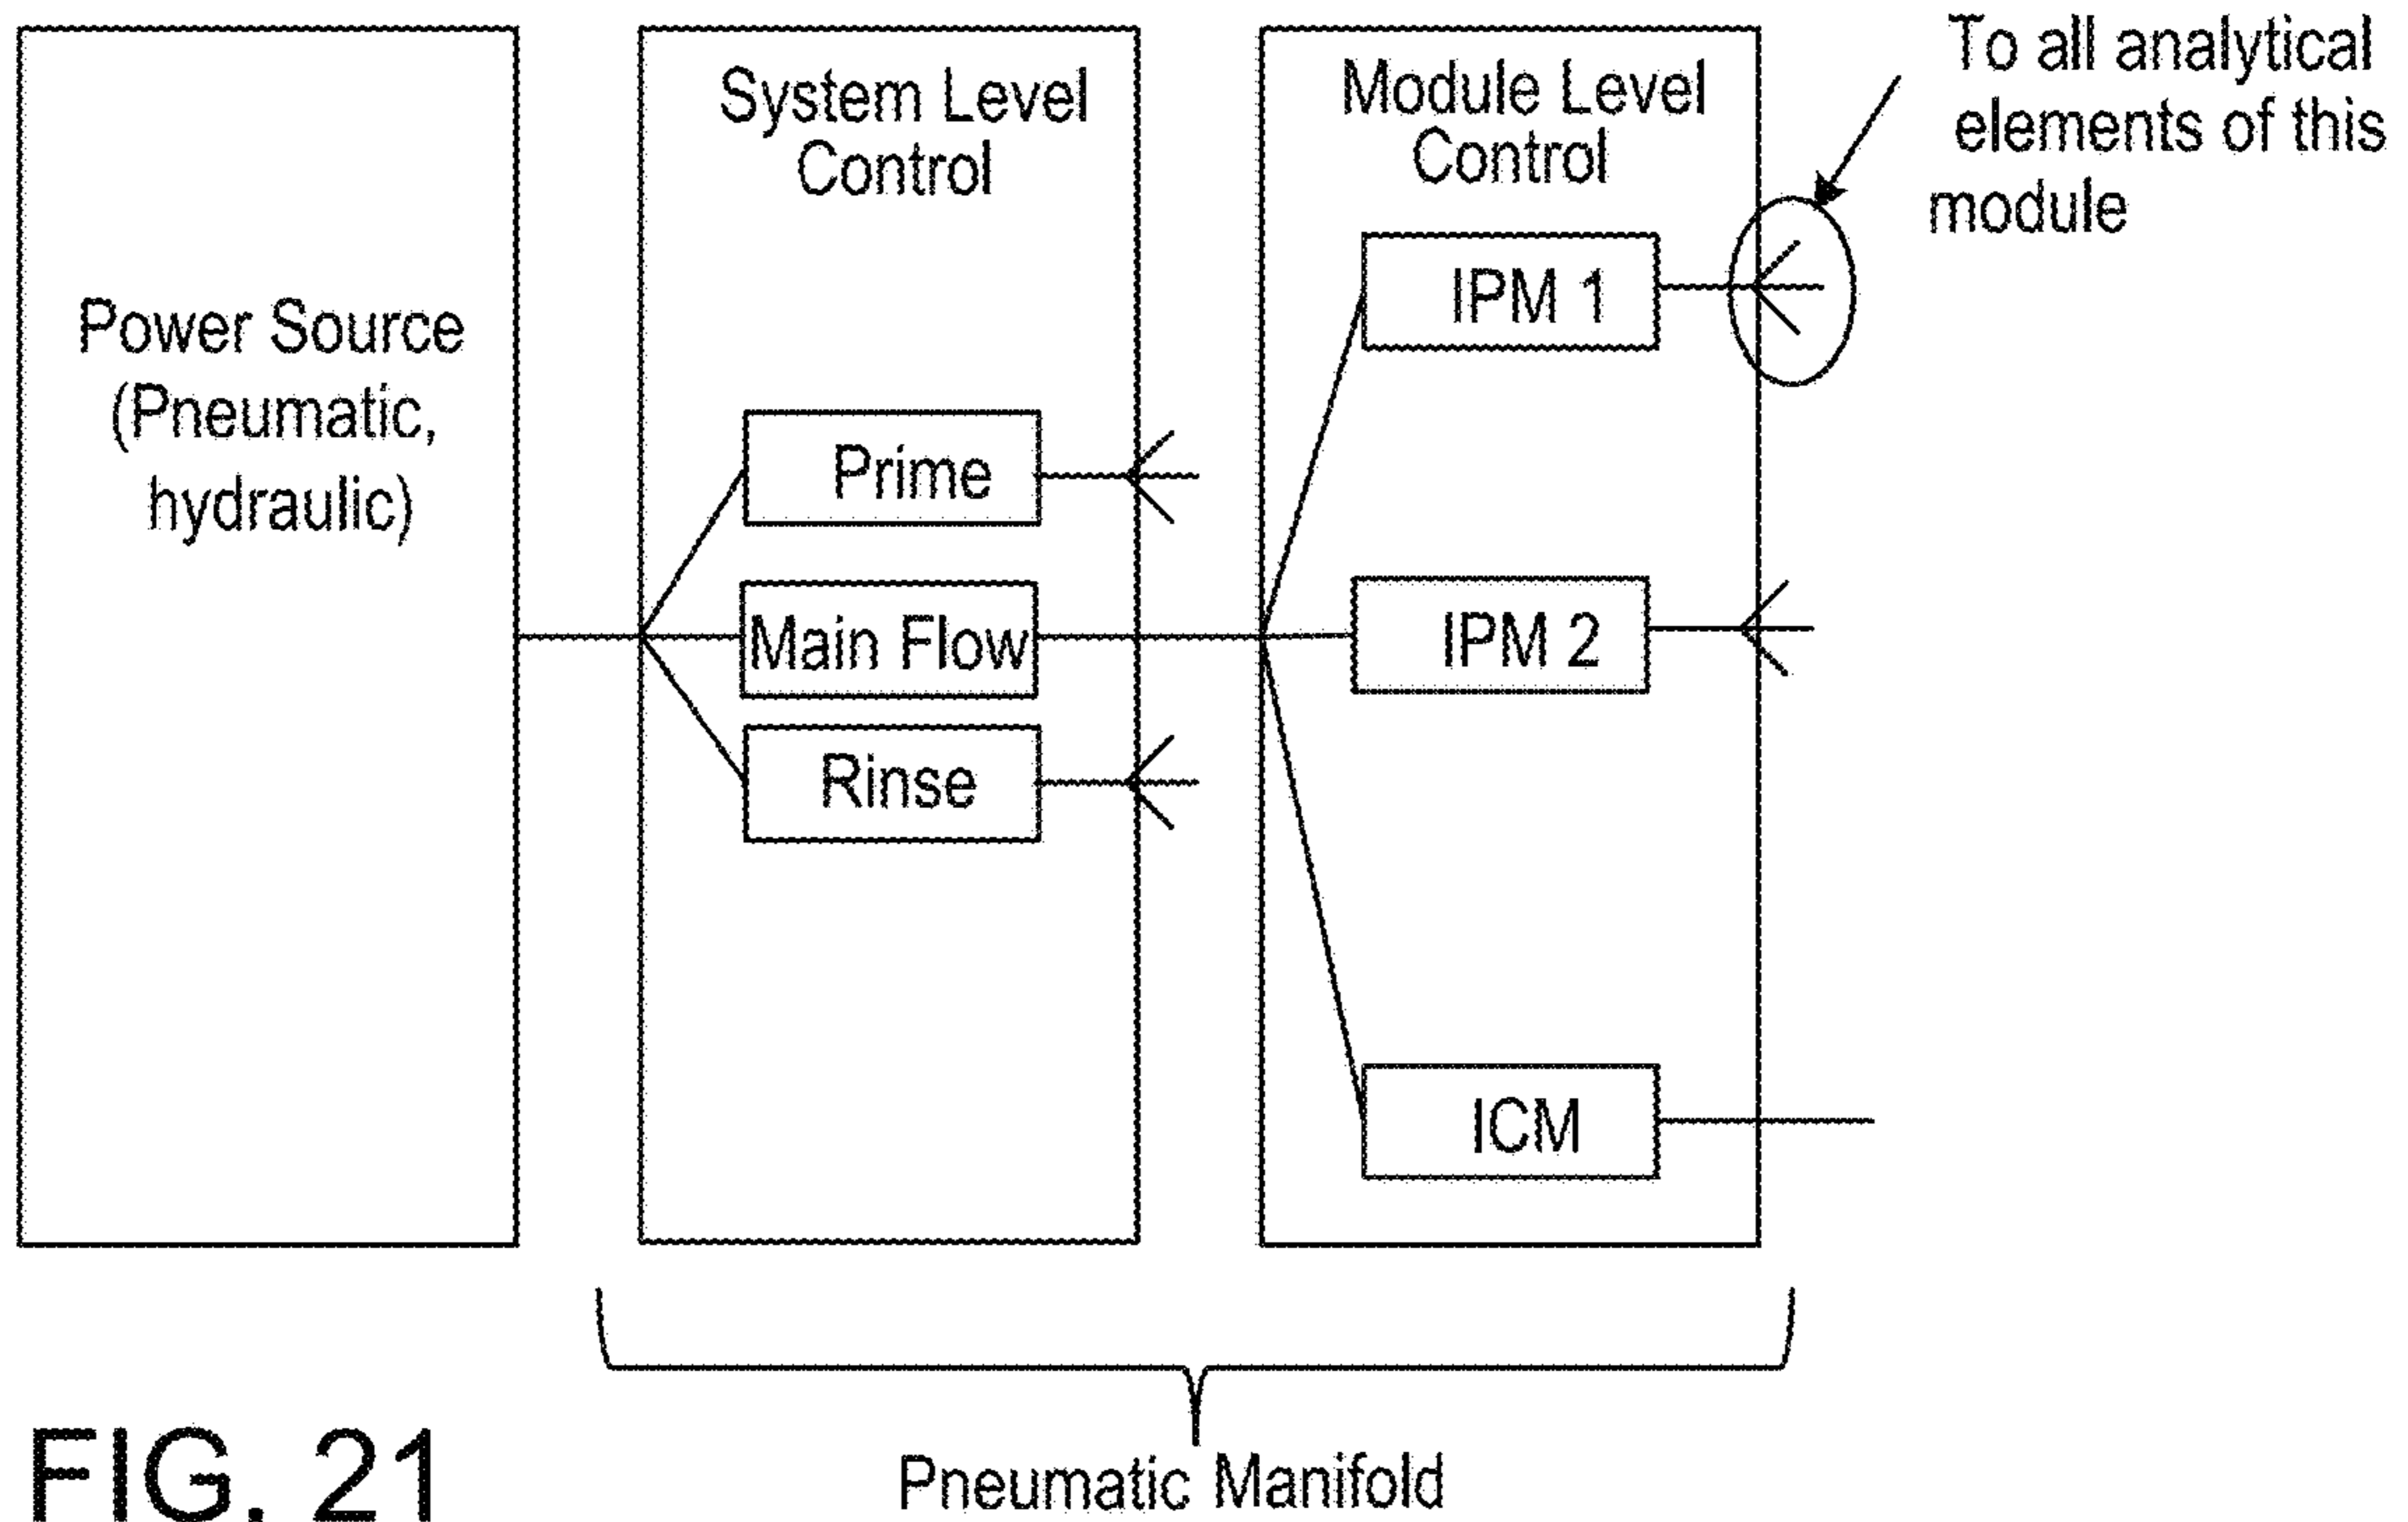 Power Source
(Pneumatic,
hydraulic)
System Level
Control
Prime
Main Flow
Rinse
Module Level
Control
IPM 1
IPM 2
ICM
To all analytical
elements of this
module
Pneumatic Manifold
FIG. 21